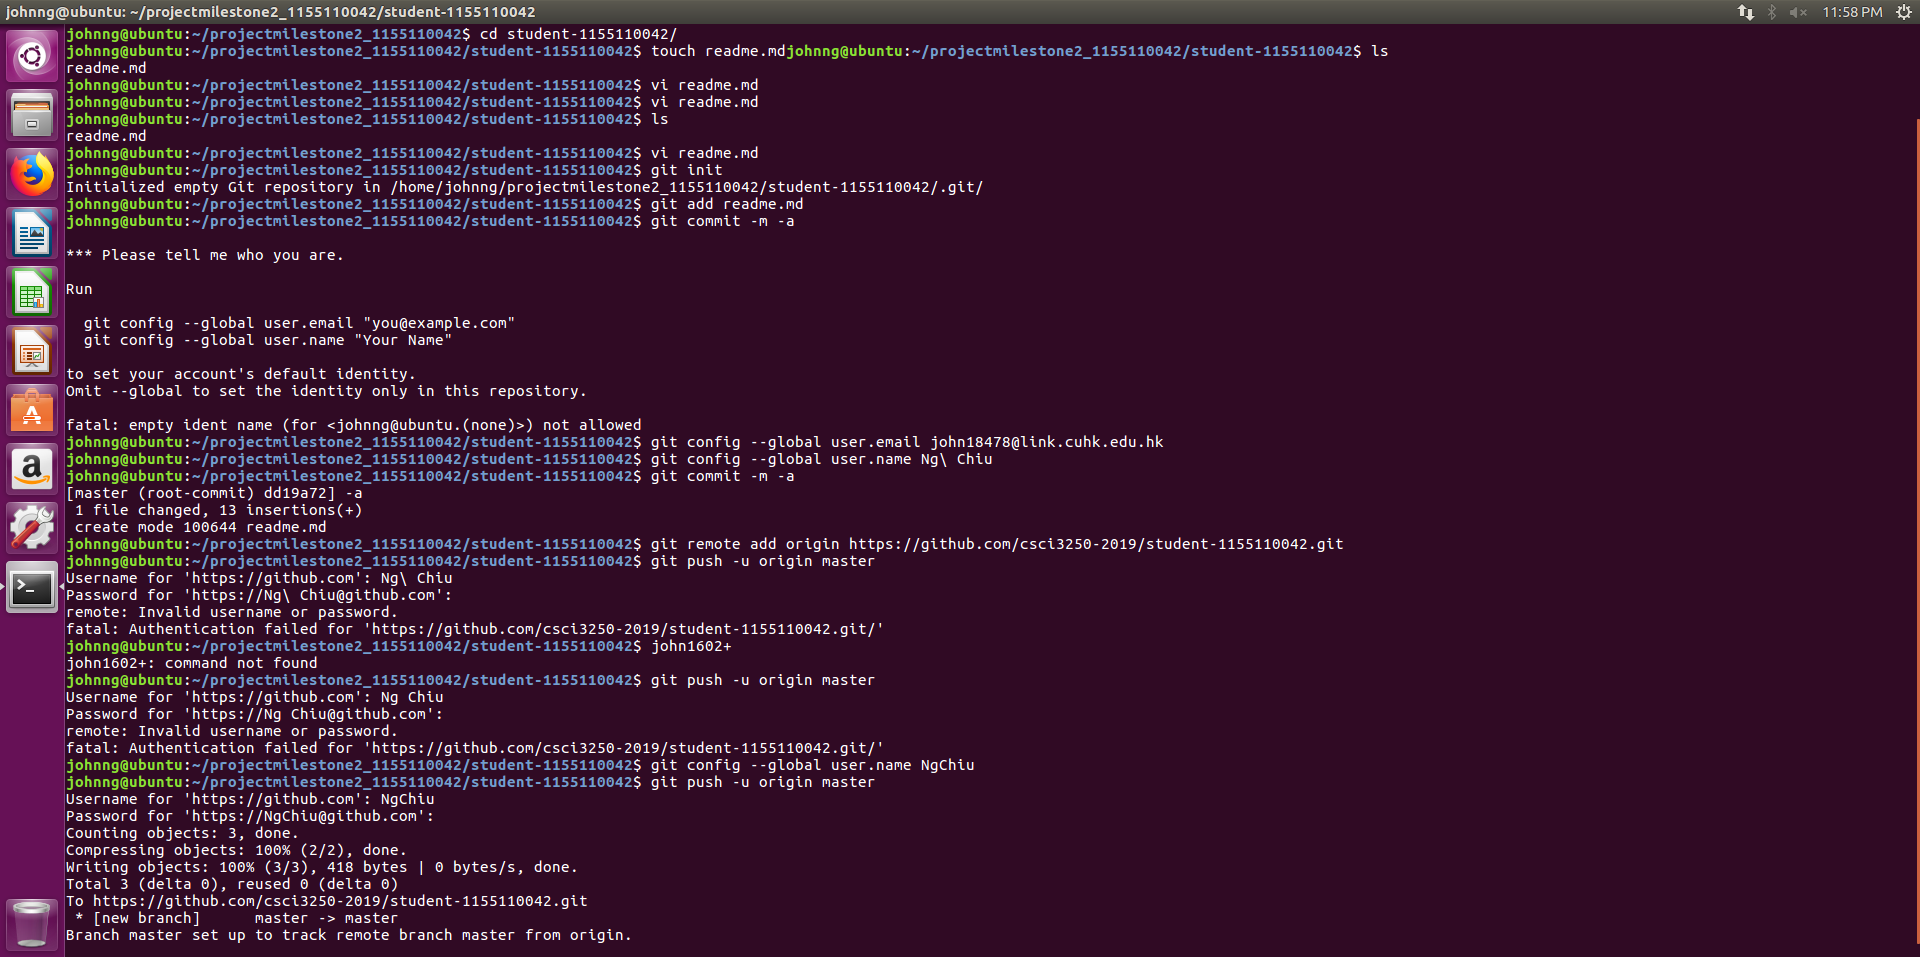 johnng@ubuntu: ~/projectmilestone2_1155110042/student-1155110042
11:58 PM
johnng@ubuntu:~/projectmilestone2_1155110042$ cd student-1155110042/
johnng@ubuntu:~/projectmilestone2_1155110042/student-1155110042$ touch readme.mdjohnng@ubuntu:~/projectmilestone2_1155110042/student-1155110042$ ls
readme.md
johnng@ubuntu:~/projectmilestone2_1155110042/student-1155110042$ vi readme.md
johnng@ubuntu:~/projectmilestone2_1155110042/student-1155110042$ vi readme.md
johnng@ubuntu:~/projectmilestone2_1155110042/student-1155110042$ ls
readme.md
johnng@ubuntu:~/projectmilestone2_1155110042/student-1155110042$ vi readme.md
johnng@ubuntu:~/projectmilestone2_1155110042/student-1155110042$ git init
Initialized empty Git repository in /home/johnng/projectmilestone2_1155110042/student-1155110042/.git/
johnng@ubuntu:~/projectmilestone2_1155110042/student-1155110042$ git add readme.md
johnng@ubuntu:~/projectmilestone2_1155110042/student-1155110042$ git commit -m -a

*** Please tell me who you are.

Run

  git config --global user.email "you@example.com"
  git config --global user.name "Your Name"

to set your account's default identity.
Omit --global to set the identity only in this repository.

fatal: empty ident name (for <johnng@ubuntu.(none)>) not allowed
johnng@ubuntu:~/projectmilestone2_1155110042/student-1155110042$ git config --global user.email john18478@link.cuhk.edu.hk
johnng@ubuntu:~/projectmilestone2_1155110042/student-1155110042$ git config --global user.name Ng\ Chiu
johnng@ubuntu:~/projectmilestone2_1155110042/student-1155110042$ git commit -m -a
[master (root-commit) dd19a72] -a
 1 file changed, 13 insertions(+)
 create mode 100644 readme.md
johnng@ubuntu:~/projectmilestone2_1155110042/student-1155110042$ git remote add origin https://github.com/csci3250-2019/student-1155110042.git
johnng@ubuntu:~/projectmilestone2_1155110042/student-1155110042$ git push -u origin master
Username for 'https://github.com': Ng\ Chiu
Password for 'https://Ng\ Chiu@github.com':
remote: Invalid username or password.
fatal: Authentication failed for 'https://github.com/csci3250-2019/student-1155110042.git/'
johnng@ubuntu:~/projectmilestone2_1155110042/student-1155110042$ john1602+
john1602+: command not found
johnng@ubuntu:~/projectmilestone2_1155110042/student-1155110042$ git push -u origin master
Username for 'https://github.com': Ng Chiu
Password for 'https://Ng Chiu@github.com':
remote: Invalid username or password.
fatal: Authentication failed for 'https://github.com/csci3250-2019/student-1155110042.git/'
johnng@ubuntu:~/projectmilestone2_1155110042/student-1155110042$ git config --global user.name NgChiu
johnng@ubuntu:~/projectmilestone2_1155110042/student-1155110042$ git push -u origin master
Username for 'https://github.com': NgChiu
Password for 'https://NgChiu@github.com':
Counting objects: 3, done.
Compressing objects: 100% (2/2), done.
Writing objects: 100% (3/3), 418 bytes | 0 bytes/s, done.
Total 3 (delta 0), reused 0 (delta 0)
To https://github.com/csci3250-2019/student-1155110042.git
 * [new branch]      master -> master
Branch master set up to track remote branch master from origin.